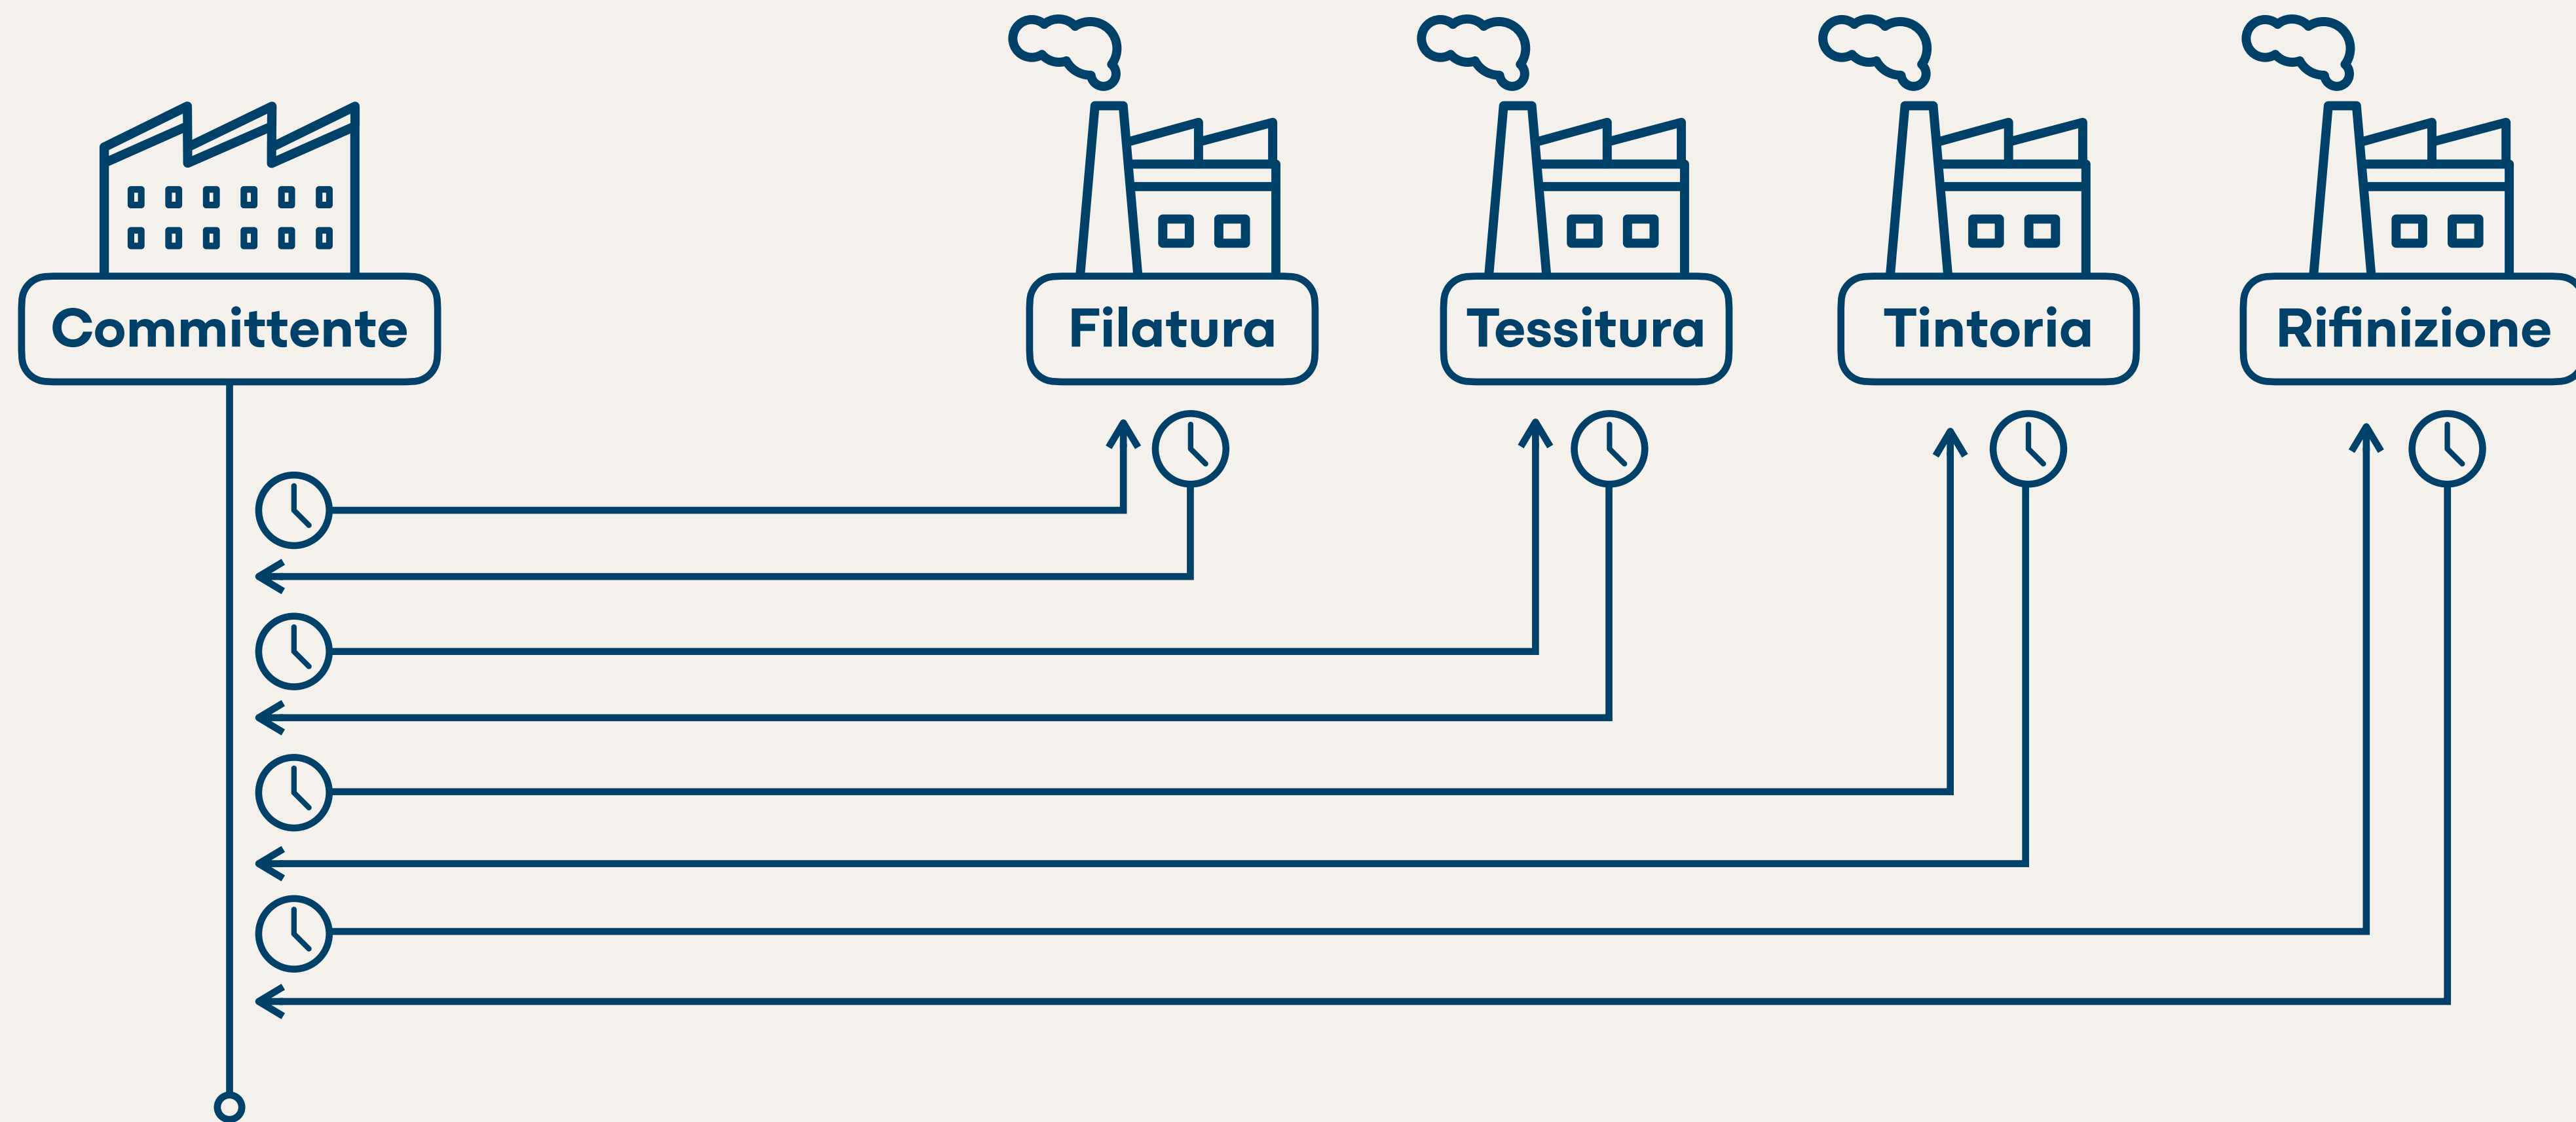 Committente
Filatura
Tessitura
Tintoria
Rifinizione